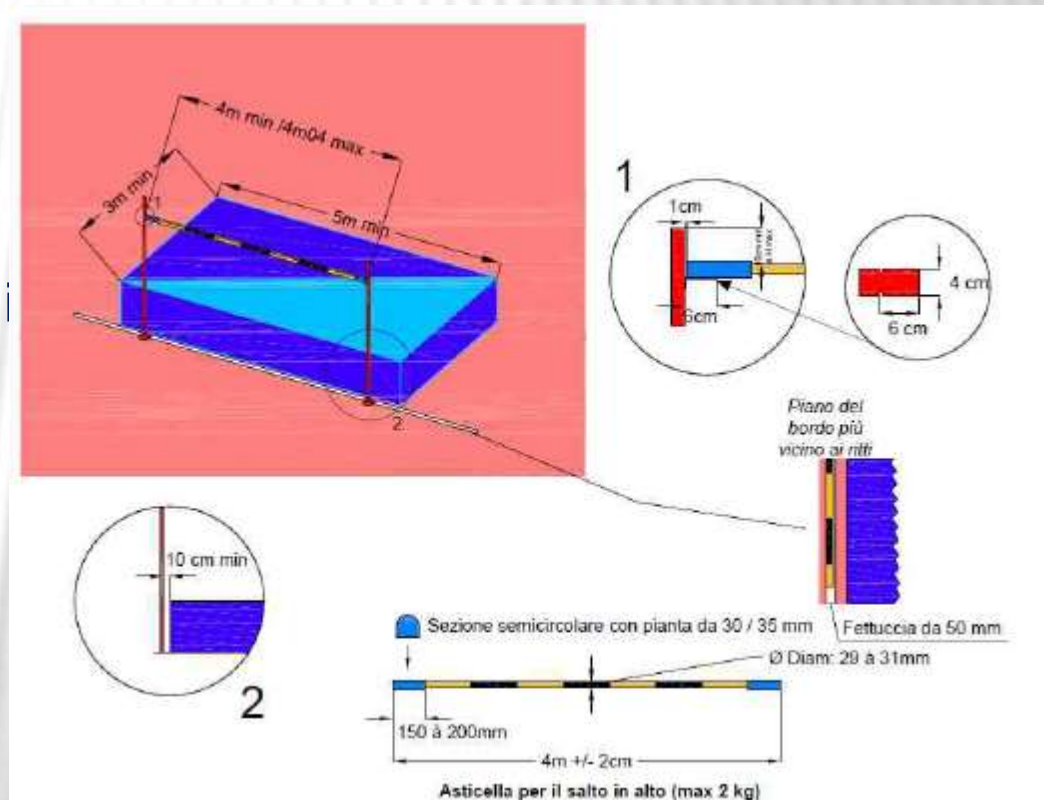 4m min /4m04 max
3m min
5m min
1
2
1
1cm
6cm
4 cm
6 cm
Piano del
bordo più
vicino ai ritti
10 cm min
2
Sezione semicircolare con pianta da 30 / 35 mm
Fettuccia da 50 mm
Ø Diam: 29 à 31mm
150 à 200mm
4m +/- 2cm
Asticella per il salto in alto (max 2 kg)